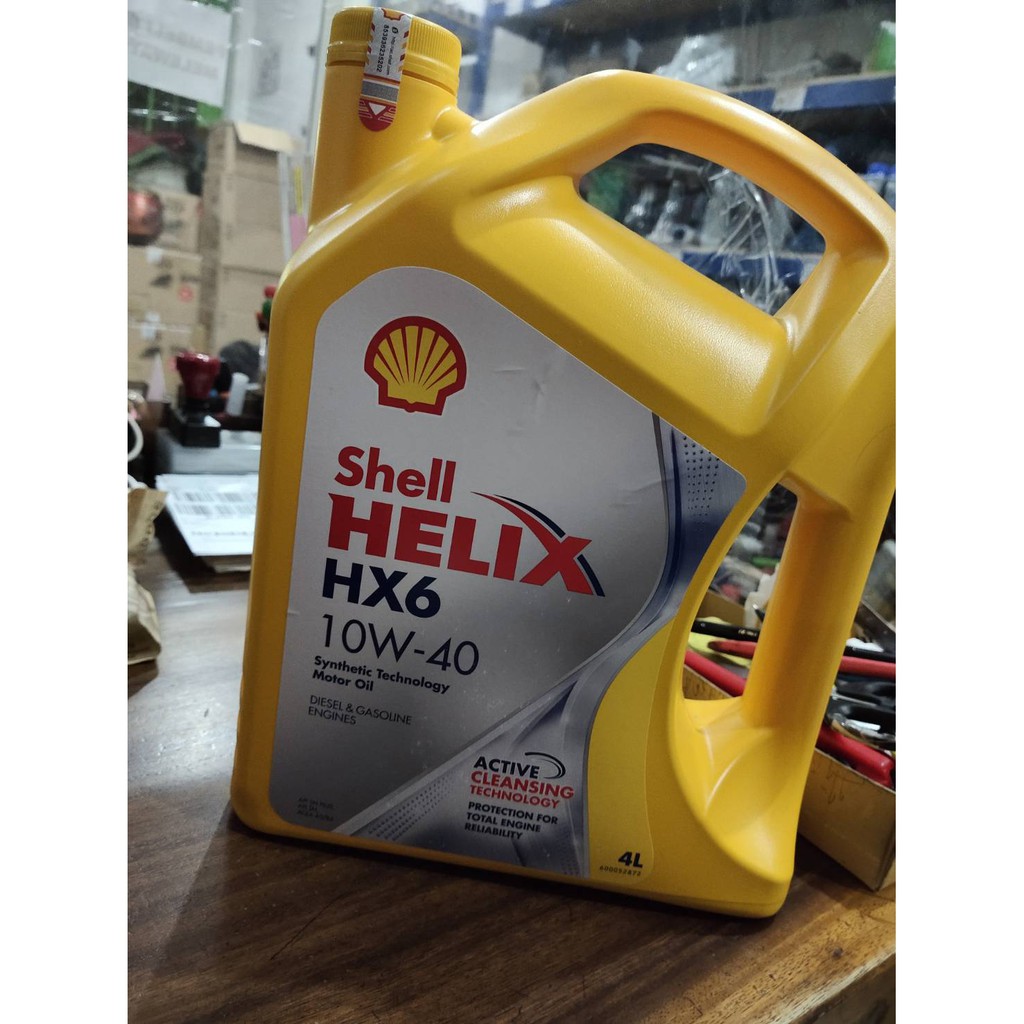 Shell
HELIX
HX6
10W-40
Synthetic Technology
Motor Oil
DIESEL & GASOLINE
ENGINES
ACTIVE
CLEANSING
TECHNOLOGY
PROTECTION FOR
TOTAL ENGINE
RELIABILITY
4L